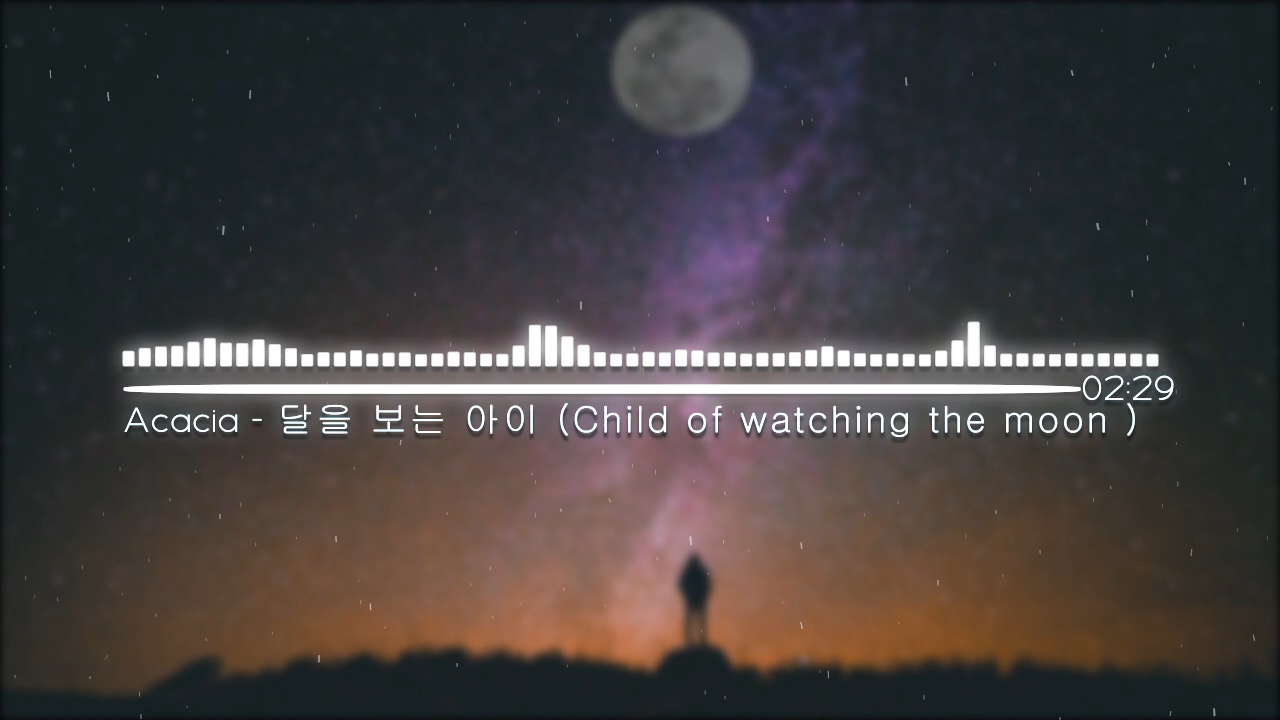 02:29
Acacia - 달을 보는 아이 (Child of watching the moon )